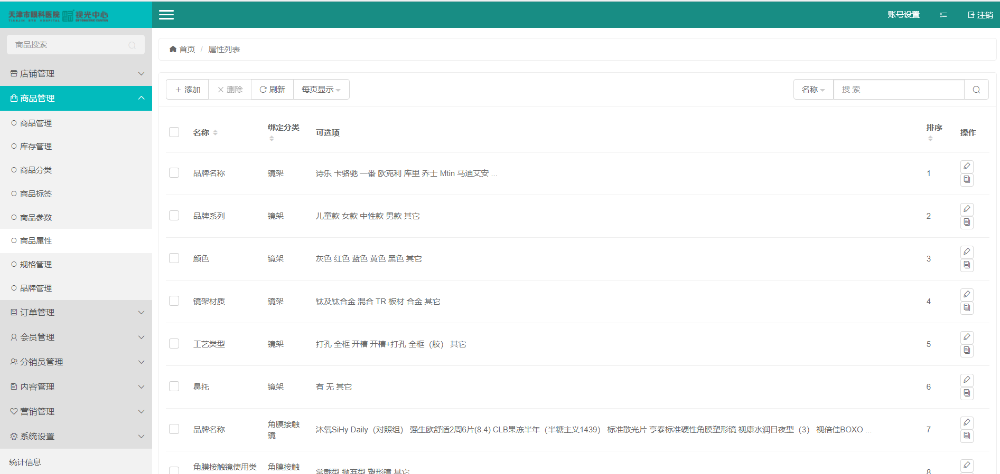 天津市眼科医院 视光中心
TIANJIN EYE HOSPITAL OPTOMETRIC CENTER
账号设置
注销
商品搜索
店铺管理
商品管理
商品管理
库存管理
商品分类
商品标签
商品参数
商品属性
规格管理
品牌管理
订单管理
会员管理
分销员管理
内容管理
营销管理
系统设置
统计信息
首页 / 属性列表
添加 删除 刷新 每页显示
名称 搜 索
名称 绑定分类 可选项 排序 操作
品牌名称 镜架 诗乐 卡骆驰 一番 欧克利 库里 乔士 Mtin 马迪艾安 ... 1
品牌系列 镜架 儿童款 女款 中性款 男款 其它 2
颜色 镜架 灰色 红色 蓝色 黄色 黑色 其它 3
镜架材质 镜架 钛及钛合金 混合 TR 板材 合金 其它 4
工艺类型 镜架 打孔 全框 开槽 开槽+打孔 全框（胶） 其它 5
鼻托 镜架 有 无 其它 6
品牌名称 角膜接触镜 沐氧SiHy Daily（对照组） 强生欧舒适2周6片(8.4) CLB果冻半年（半糖主义1439） 标准散光片 亨泰标准硬性角膜塑形镜 视康水润日夜型（3） 视倍佳BOXO ... 7
角膜接触镜使用类 角膜接触 常戴型 抛弃型 塑形镜 其它 8